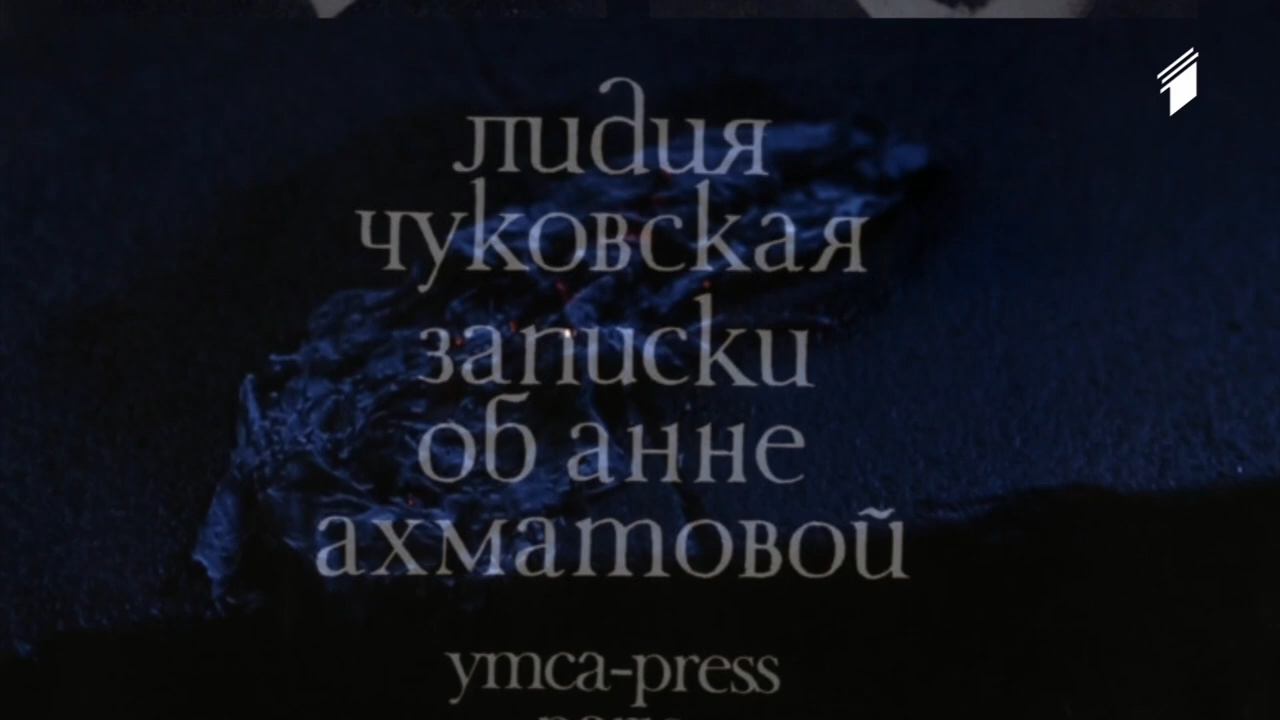 лидия
чуковская
записки
об анне
ахматовой
ymca-press